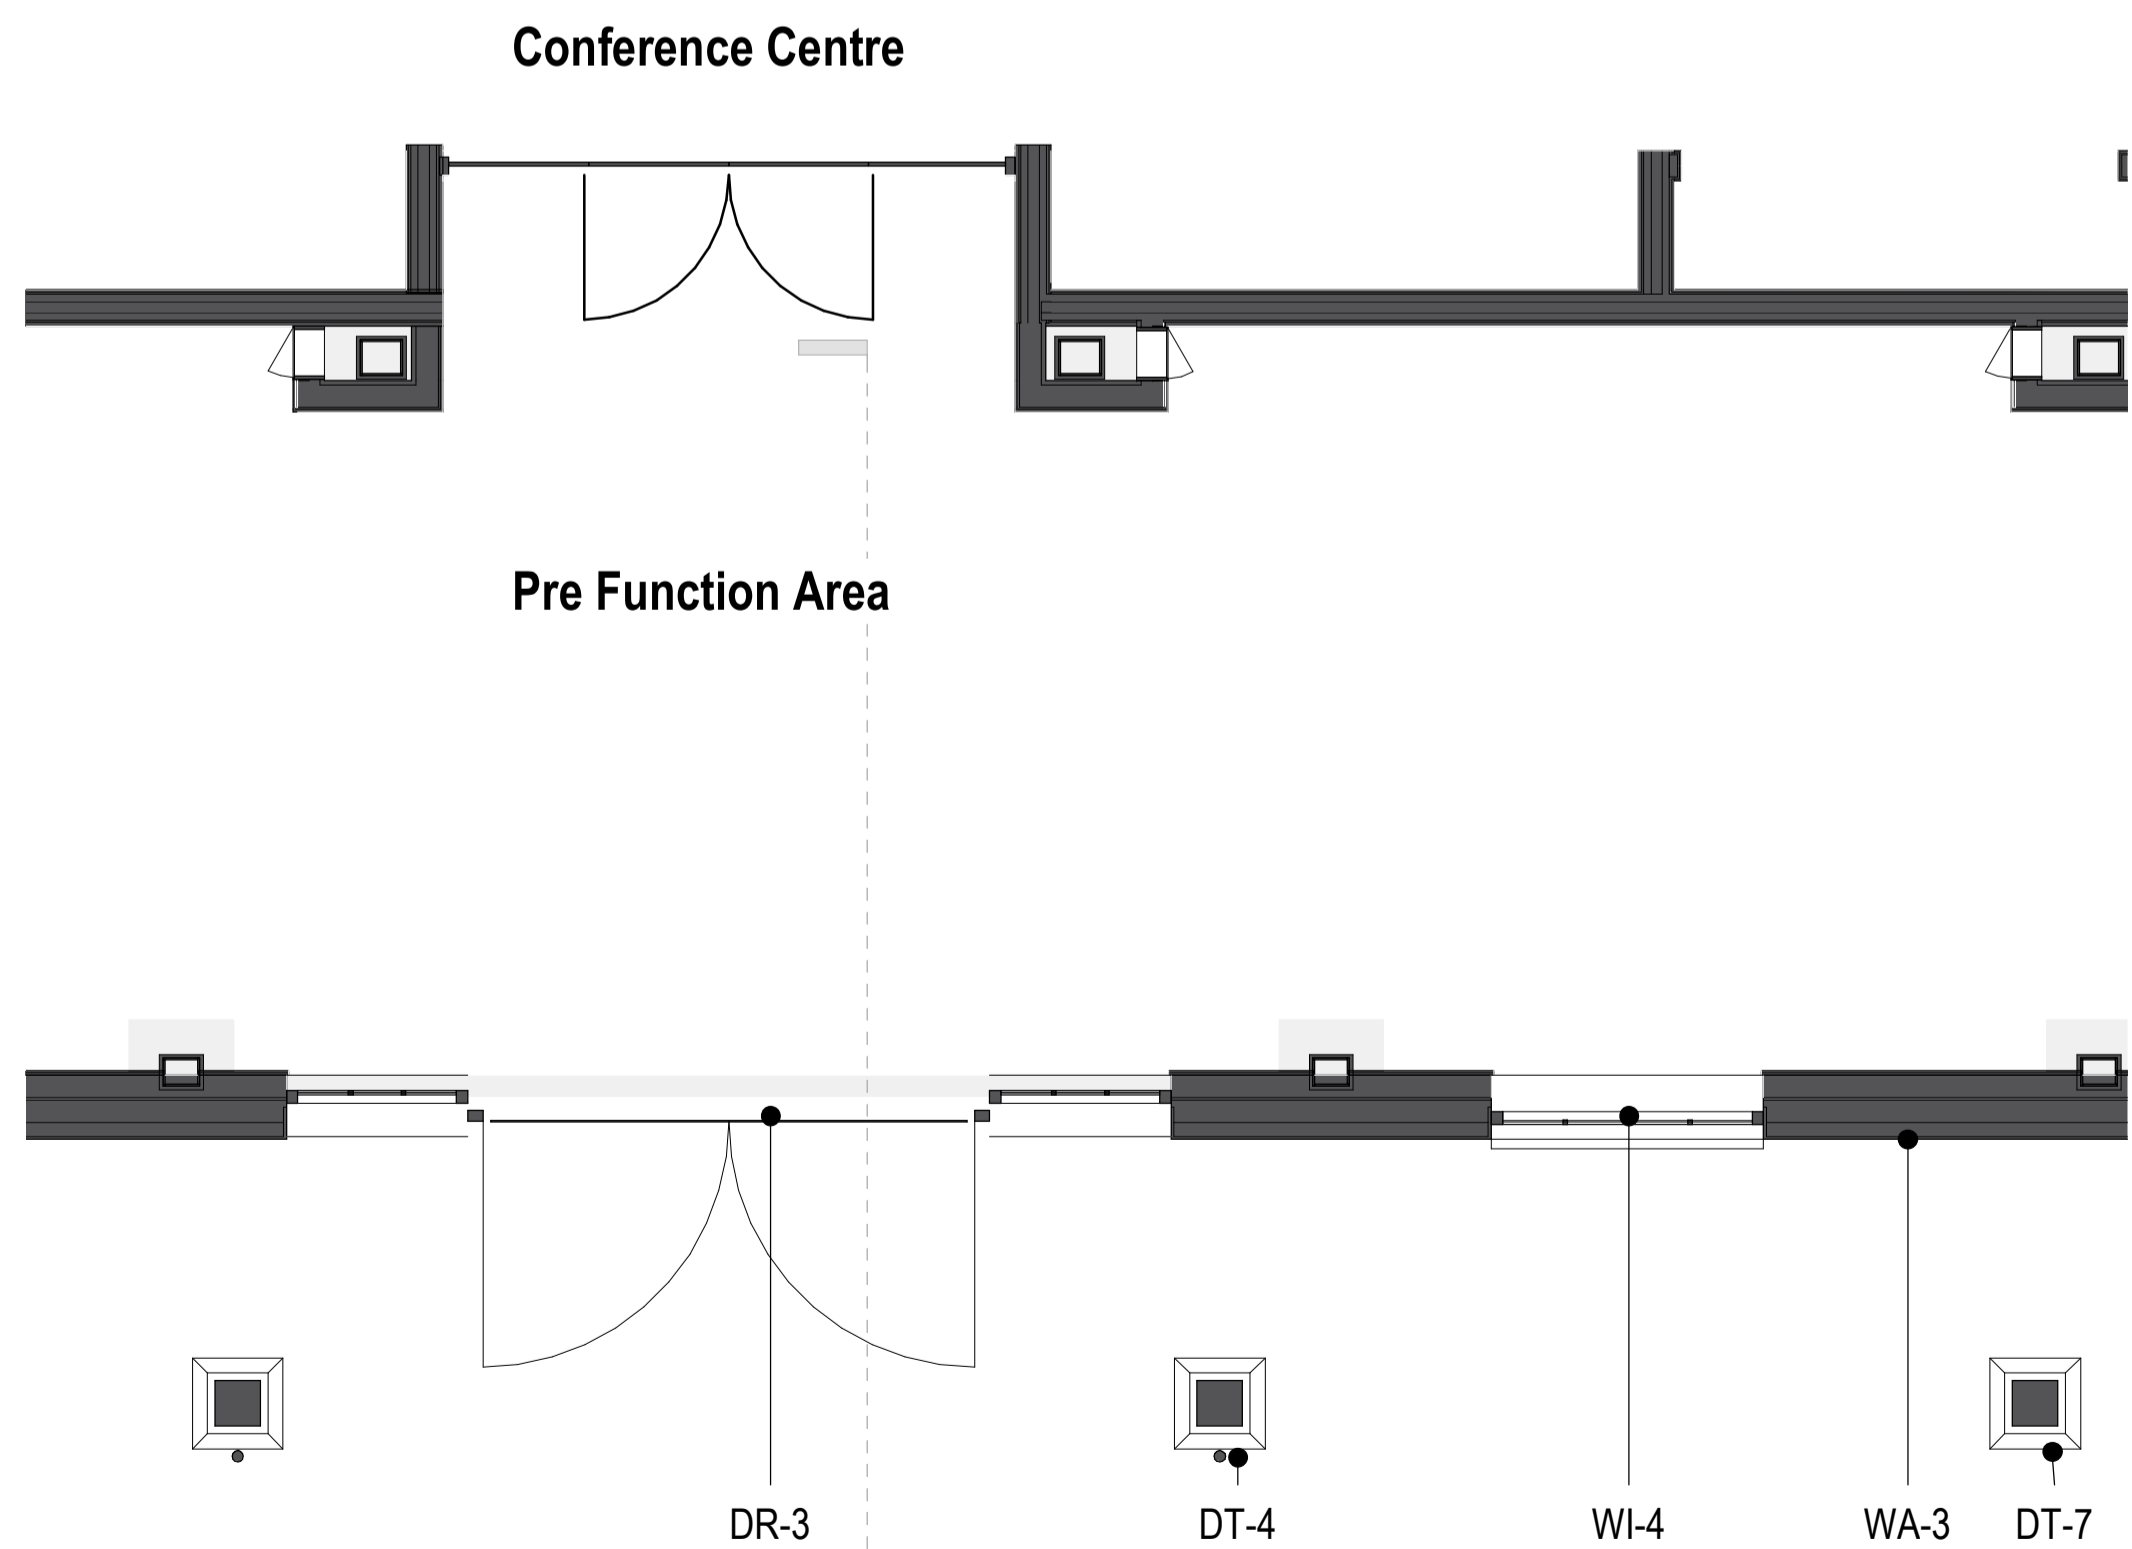 Conference Centre
Pre Function Area
DR-3
DT-4
WI-4
WA-3
DT-7